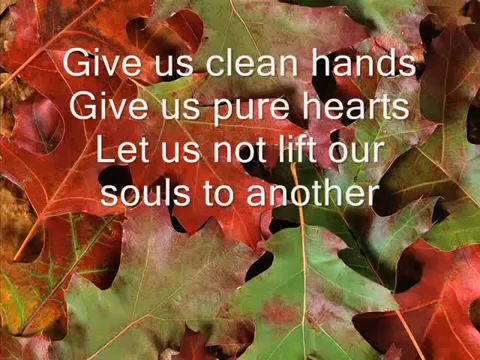 Give us clean hands
Give us pure hearts
Let us not lift our
souls to another